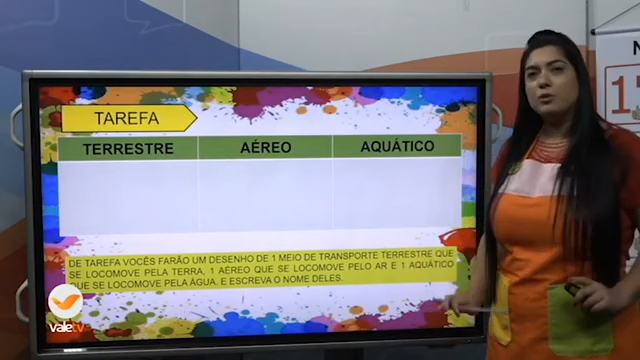 TAREFA
TERRESTRE AÉREO AQUÁTICO
DE TAREFA VOCÊS FARÃO UM DESENHO DE 1 MEIO DE TRANSPORTE TERRESTRE QUE
SE LOCOMOVE PELA TERRA, 1 AÉREO QUE SE LOCOMOVE PELO AR E 1 AQUÁTICO
QUE SE LOCOMOVE PELA ÁGUA. E ESCREVA O NOME DELES.
valetv